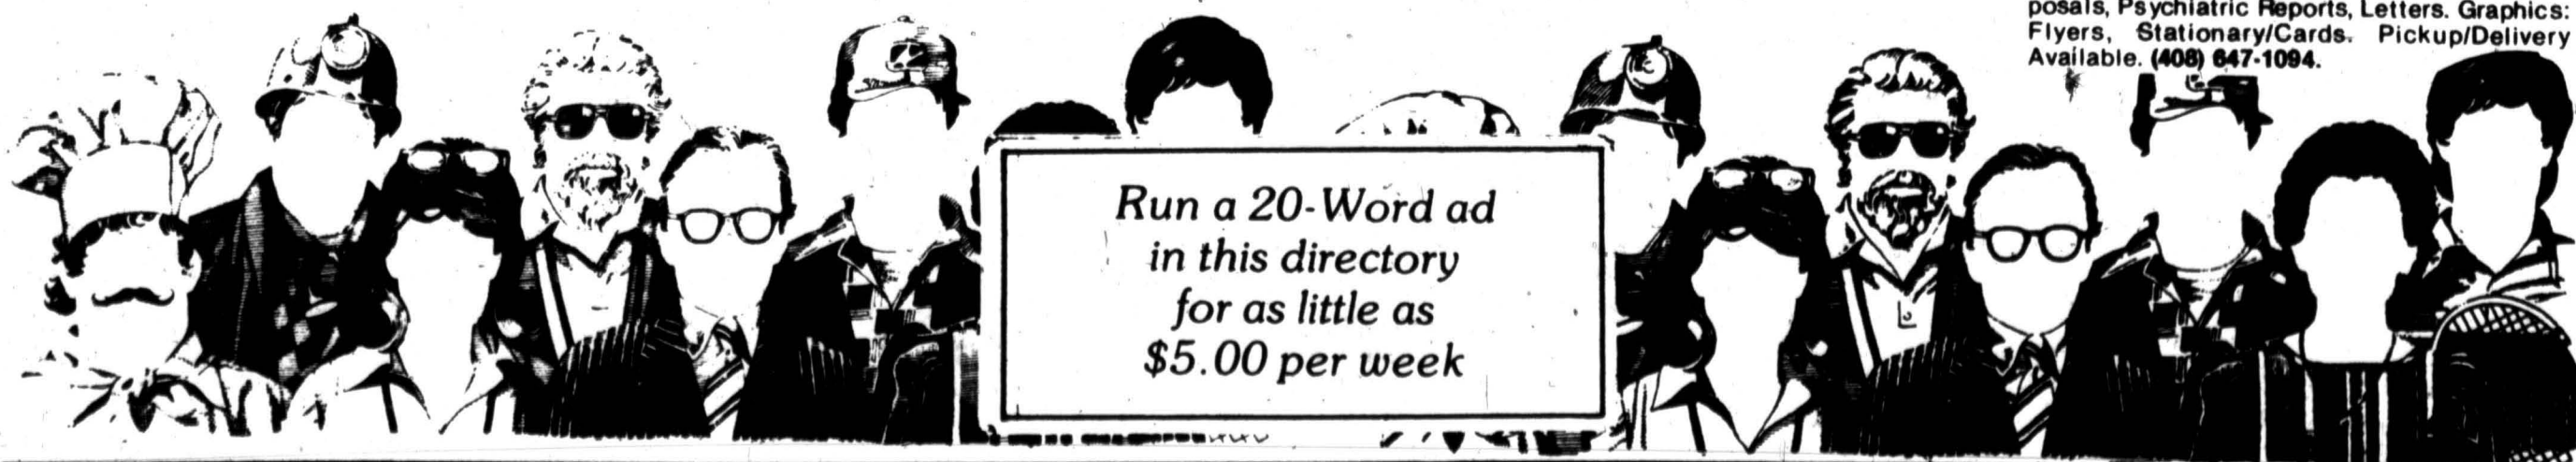 posals, Psychiatric Reports, Letters. Graphics:
Flyers, Stationary/Cards. Pickup/Delivery
Available. (408) 647-1094.
Run a 20-Word ad
in this directory
for as little as
$5.00 per week